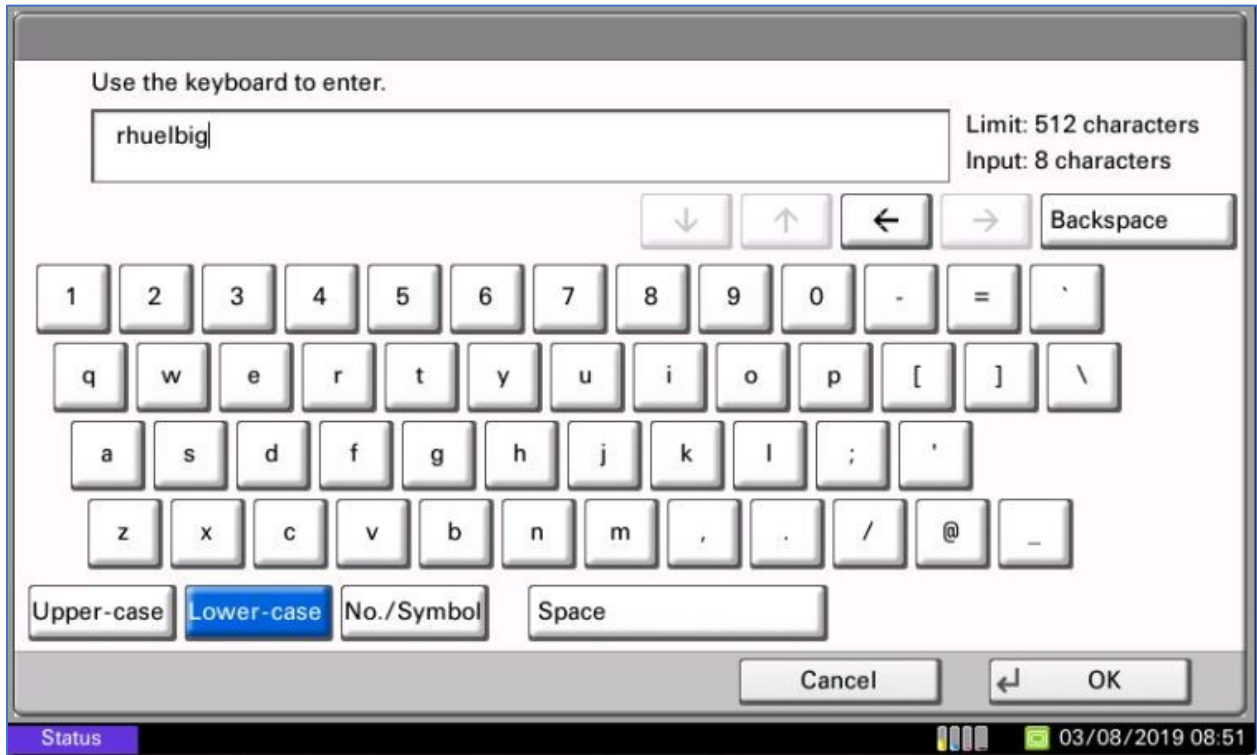 Use the keyboard to enter.
rhuelbig
Limit: 512 characters
Input: 8 characters
↓ ↑ ← → Backspace
1 2 3 4 5 6 7 8 9 0 - = `
q w e r t y u i o p [ ] \
a s d f g h j k l ; '
z x c v b n m , . / @ _
Upper-case Lower-case No./Symbol Space
Cancel ↵ OK
Status 03/08/2019 08:51